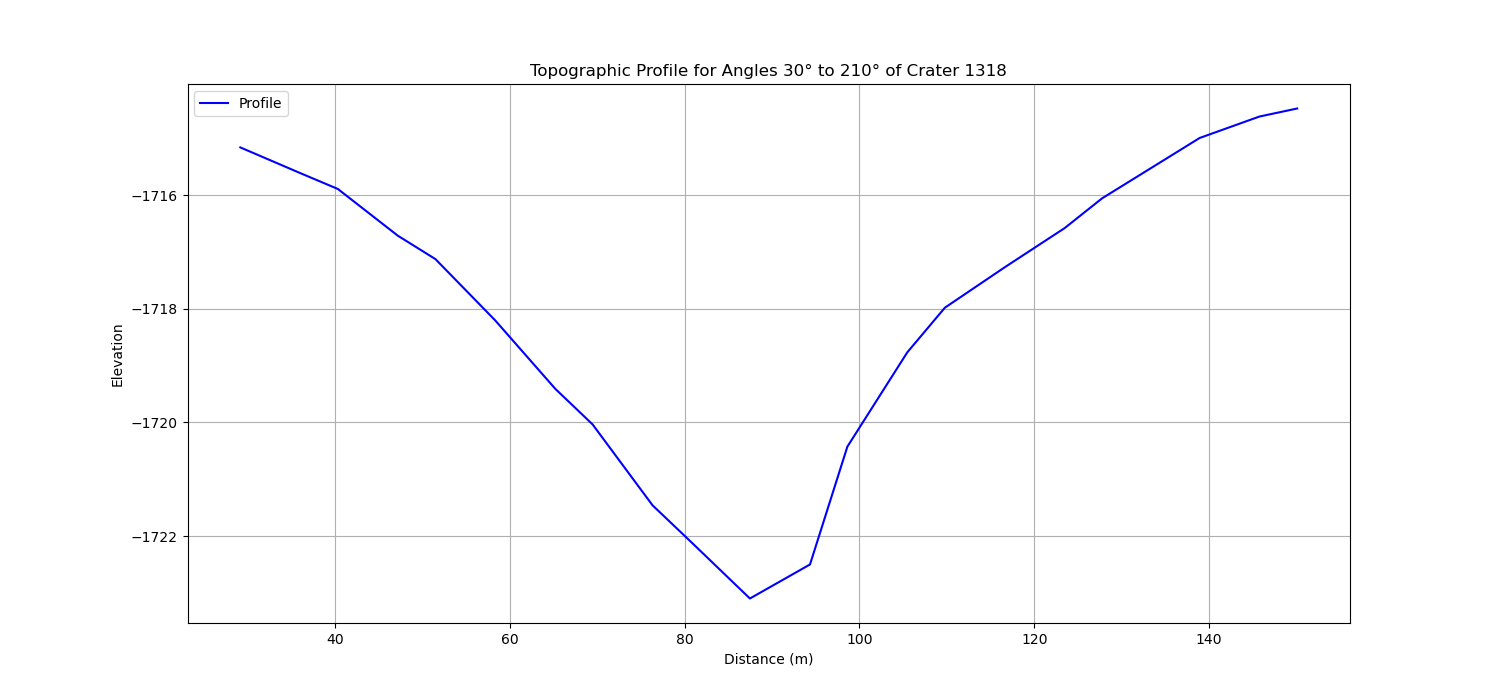 Topographic Profile for Angles 30° to 210° of Crater 1318
Profile
−1716
−1718
−1720
−1722
Elevation
40 60 80 100 120 140
Distance (m)